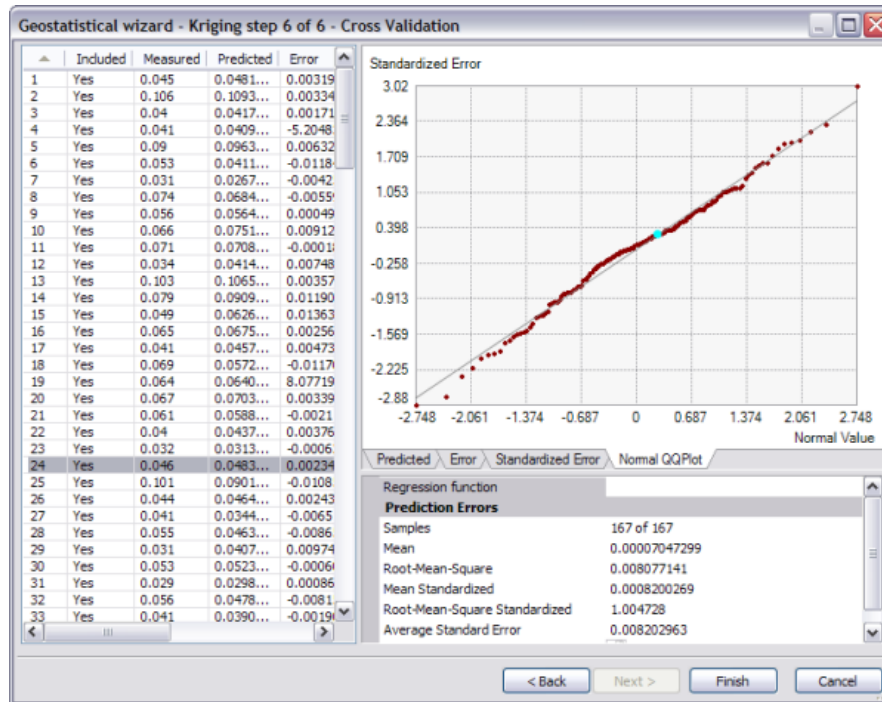 Geostatistical wizard - Kriging step 6 of 6 - Cross Validation
Included Measured Predicted Error
1 Yes 0.045 0.0481... 0.00319
2 Yes 0.106 0.1093... 0.00334
3 Yes 0.04 0.0417... 0.00171
4 Yes 0.041 0.0409... -5.2048
5 Yes 0.09 0.0963... 0.00632
6 Yes 0.053 0.0411... -0.0118
7 Yes 0.031 0.0267... -0.0042
8 Yes 0.074 0.0684... -0.0055
9 Yes 0.056 0.0564... 0.00049
10 Yes 0.066 0.0751... 0.00912
11 Yes 0.071 0.0708... -0.0001
12 Yes 0.034 0.0414... 0.00748
13 Yes 0.103 0.1065... 0.00357
14 Yes 0.079 0.0909... 0.01190
15 Yes 0.049 0.0626... 0.01363
16 Yes 0.065 0.0675... 0.00256
17 Yes 0.041 0.0457... 0.00473
18 Yes 0.069 0.0572... -0.0117
19 Yes 0.064 0.0640... 8.07719
20 Yes 0.067 0.0703... 0.00339
21 Yes 0.061 0.0588... -0.0021
22 Yes 0.04 0.0437... 0.00376
23 Yes 0.032 0.0313... -0.0006
24 Yes 0.046 0.0483... 0.00234
25 Yes 0.101 0.0901... -0.0108
26 Yes 0.044 0.0464... 0.00243
27 Yes 0.041 0.0344... -0.0065
28 Yes 0.055 0.0463... -0.0086
29 Yes 0.031 0.0407... 0.00974
30 Yes 0.053 0.0523... -0.0006
31 Yes 0.029 0.0298... 0.00086
32 Yes 0.056 0.0478... -0.0081
33 Yes 0.041 0.0390... -0.0019
Standardized Error
3.02
2.364
1.709
1.053
0.398
-0.258
-0.913
-1.569
-2.225
-2.88
-2.748 -2.061 -1.374 -0.687 0 0.687 1.374 2.061 2.748
Normal Value
Predicted Error Standardized Error Normal QQPlot
Regression function
Prediction Errors
Samples 167 of 167
Mean 0.00007047299
Root-Mean-Square 0.008077141
Mean Standardized 0.0008200269
Root-Mean-Square Standardized 1.004728
Average Standard Error 0.008202963
< Back Next > Finish Cancel